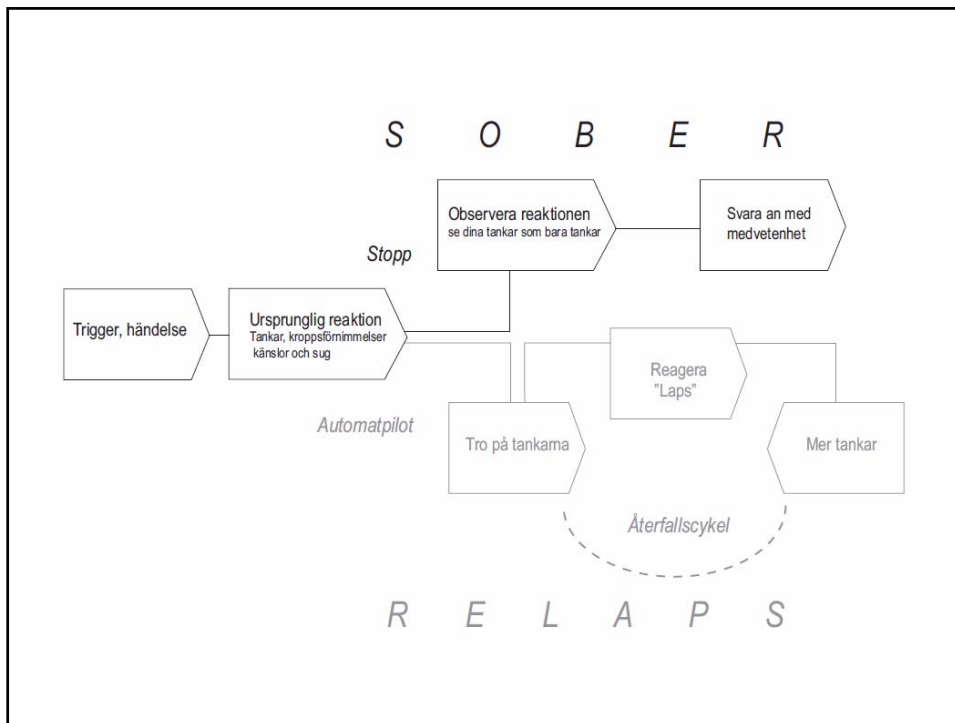 S O B E R
Observera reaktionen
se dina tankar som bara tankar
Svara an med
medvetenhet
Stopp
Trigger, händelse
Ursprunglig reaktion
Tankar, kroppsförnimmelser
känslor och sug
Automatpilot
Tro på tankarna
Reagera
"Laps"
Mer tankar
Återfallscykel
R E L A P S